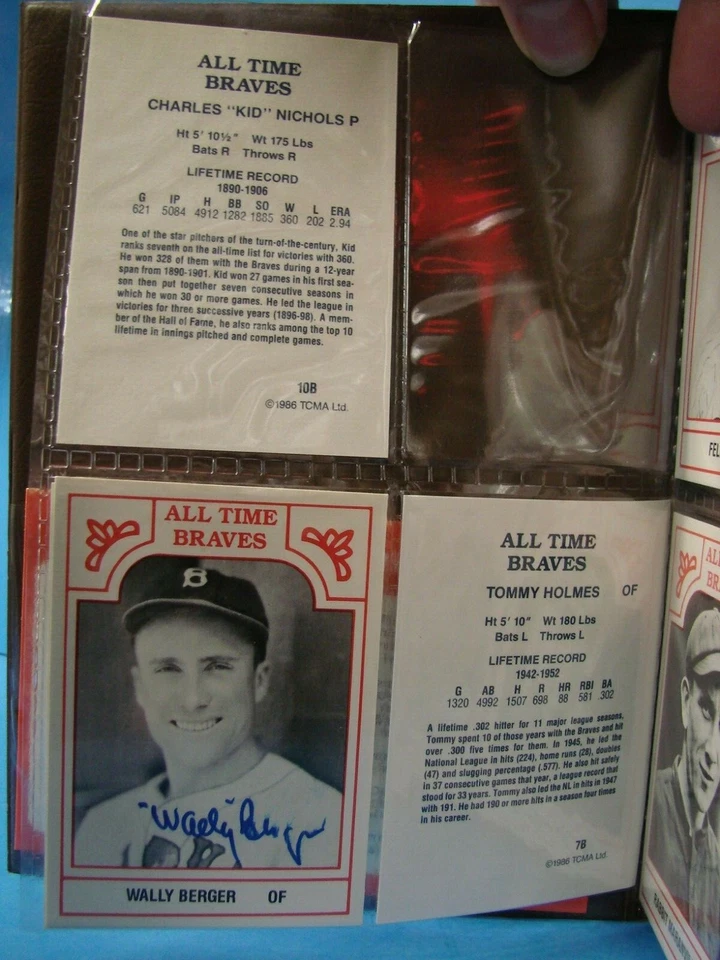 ALL TIME
BRAVES
CHARLES "KID" NICHOLS P
Ht 5' 10½" Wt 175 Lbs
Bats R Throws R
LIFETIME RECORD
1890-1906
G IP H BB SO W L ERA
621 5084 4912 1282 1885 360 202 2.94
One of the star pitchers of the turn-of-the-century, Kid
ranks seventh on the all-time list for victories with 360.
He won 328 of them with the Braves during a 12-year
span from 1890-1901. Kid won 27 games in his first sea-
son then put together seven consecutive seasons in
which he won 30 or more games. He led the league in
victories for three successive years (1896-98). A mem-
ber of the Hall of Fame, he also ranks among the top 10
lifetime in innings pitched and complete games.
10B
©1986 TCMA Ltd.
FEL
ALL TIME
BRAVES
B
Wally Berger
WALLY BERGER OF
ALL TIME
BRAVES
TOMMY HOLMES OF
Ht 5' 10" Wt 180 Lbs
Bats L Throws L
LIFETIME RECORD
1942-1952
G AB H R HR RBI BA
1320 4992 1507 698 88 581 .302
A lifetime .302 hitter for 11 major league seasons,
Tommy spent 10 of those years with the Braves and hit
over .300 five times for them. In 1945, he led the
National League in hits (224), home runs (28), doubles
(47) and slugging percentage (.577). He also hit safely
in 37 consecutive games that year, a league record that
stood for 33 years. Tommy also led the NL in hits in 1947
with 191. He had 190 or more hits in a season four times
in his career.
7B
©1986 TCMA Ltd.
AL
BR
RABBIT MARANVI